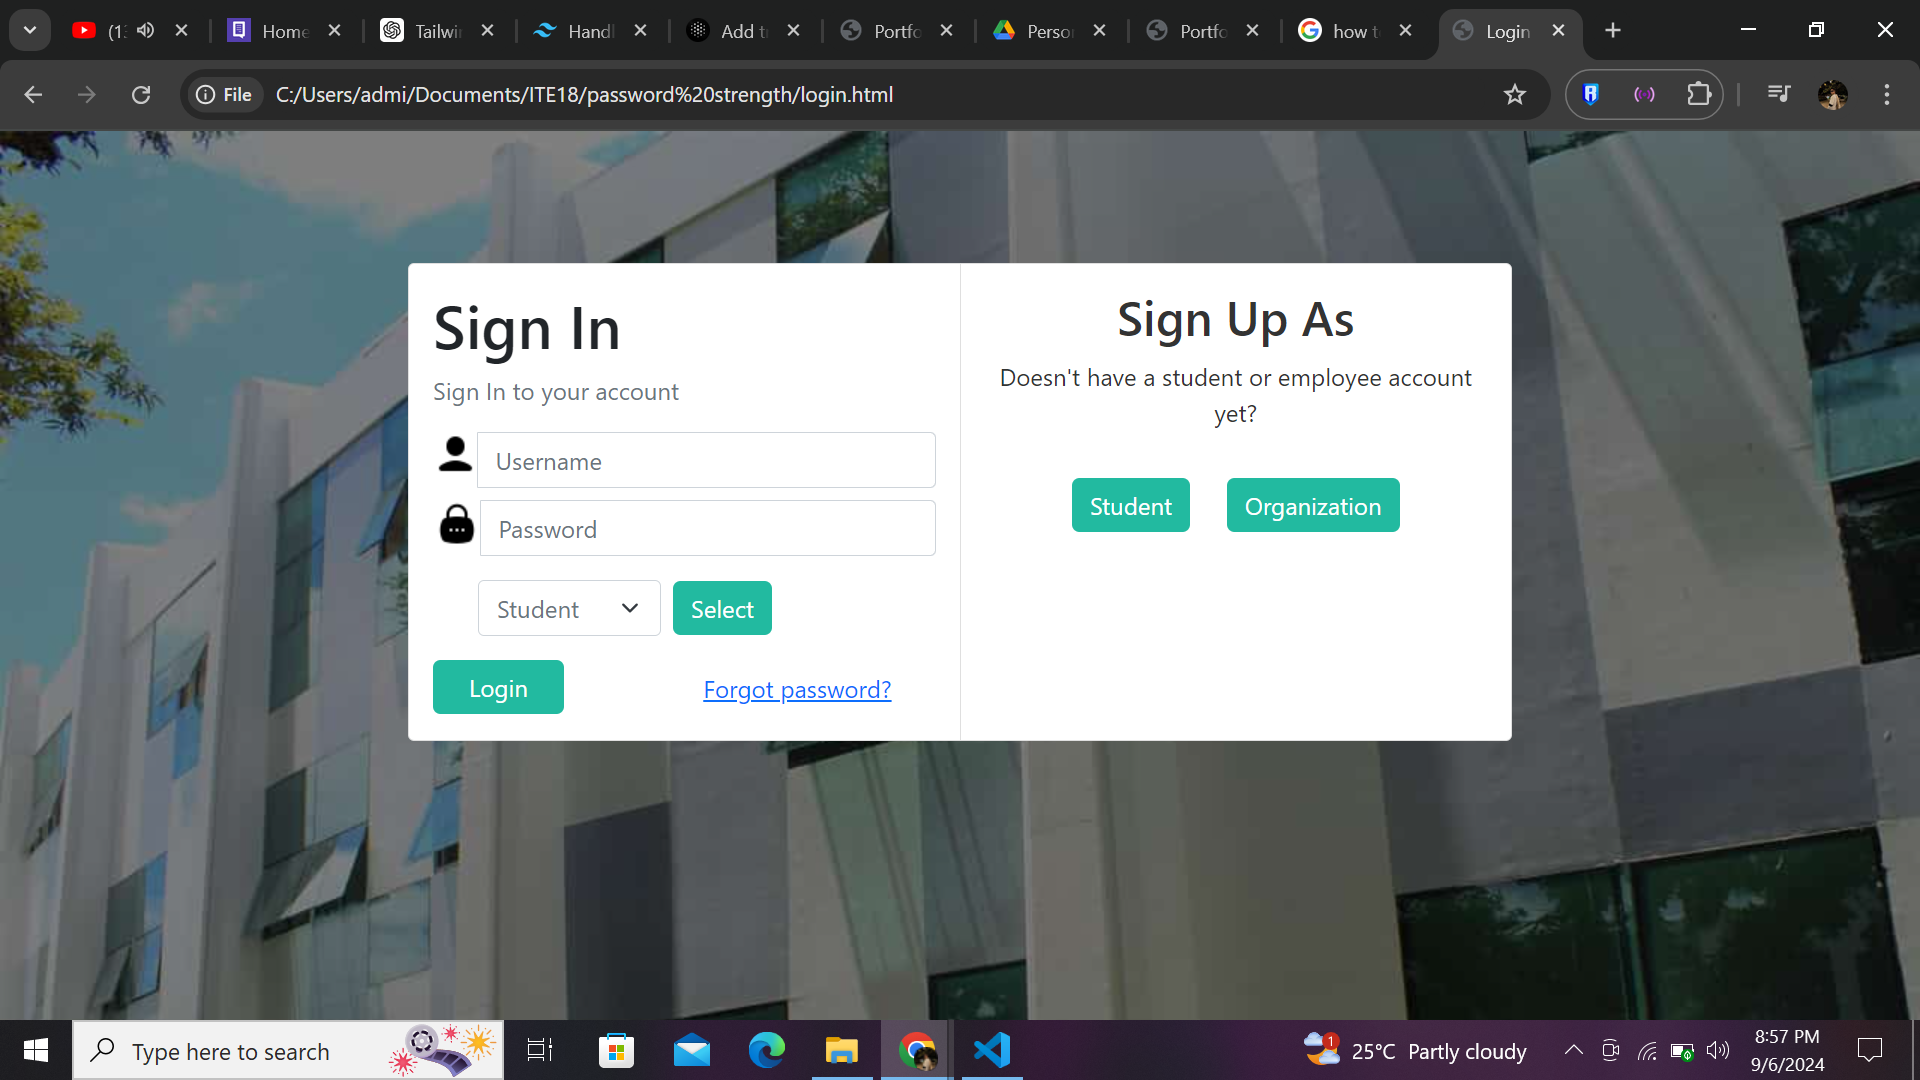 (1
Home
Tailwi
Handl
Add t
Portfo
Person
Portfo
how t
Login
File C:/Users/admi/Documents/ITE18/password%20strength/login.html
Sign In
Sign In to your account
Username
Password
Student
Select
Login
Forgot password?
Sign Up As
Doesn't have a student or employee account
yet?
Student
Organization
Type here to search
1
25°C Partly cloudy
8:57 PM
9/6/2024